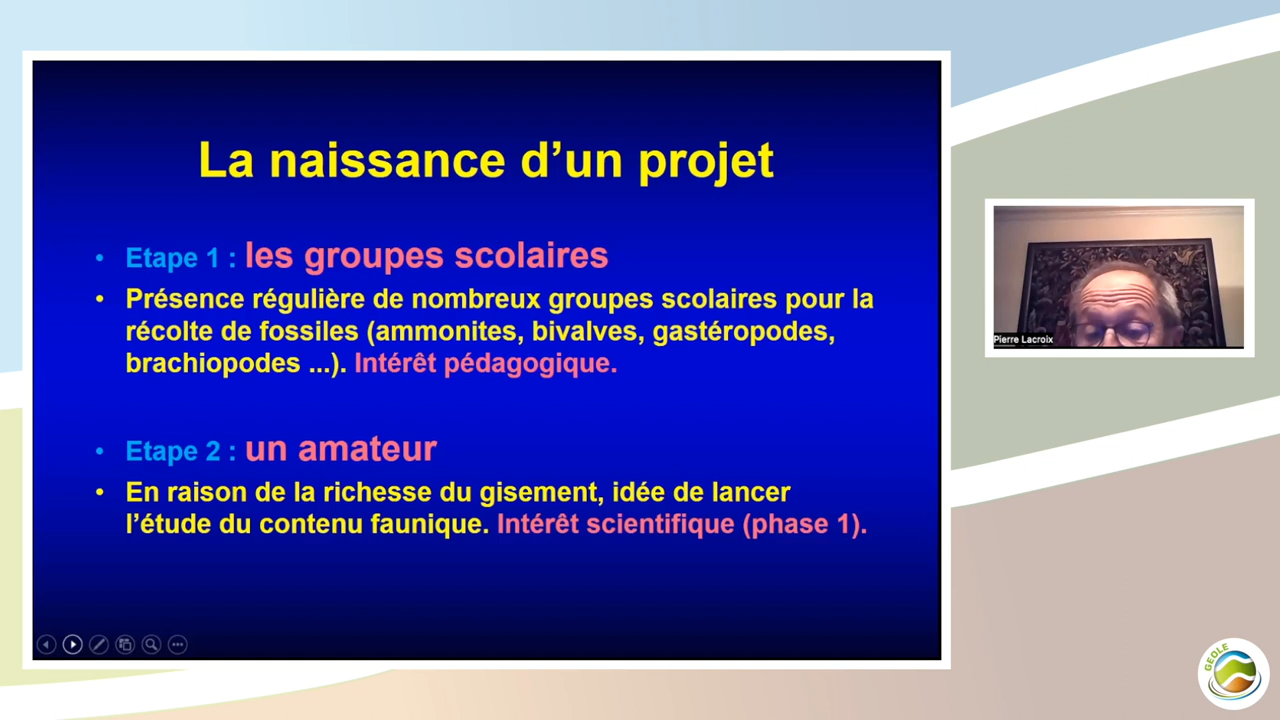 La naissance d’un projet
• Etape 1 : les groupes scolaires
• Présence régulière de nombreux groupes scolaires pour la
récolte de fossiles (ammonites, bivalves, gastéropodes,
brachiopodes ...). Intérêt pédagogique.
• Etape 2 : un amateur
• En raison de la richesse du gisement, idée de lancer
l’étude du contenu faunique. Intérêt scientifique (phase 1).
Pierre Lacroix
GEOLE